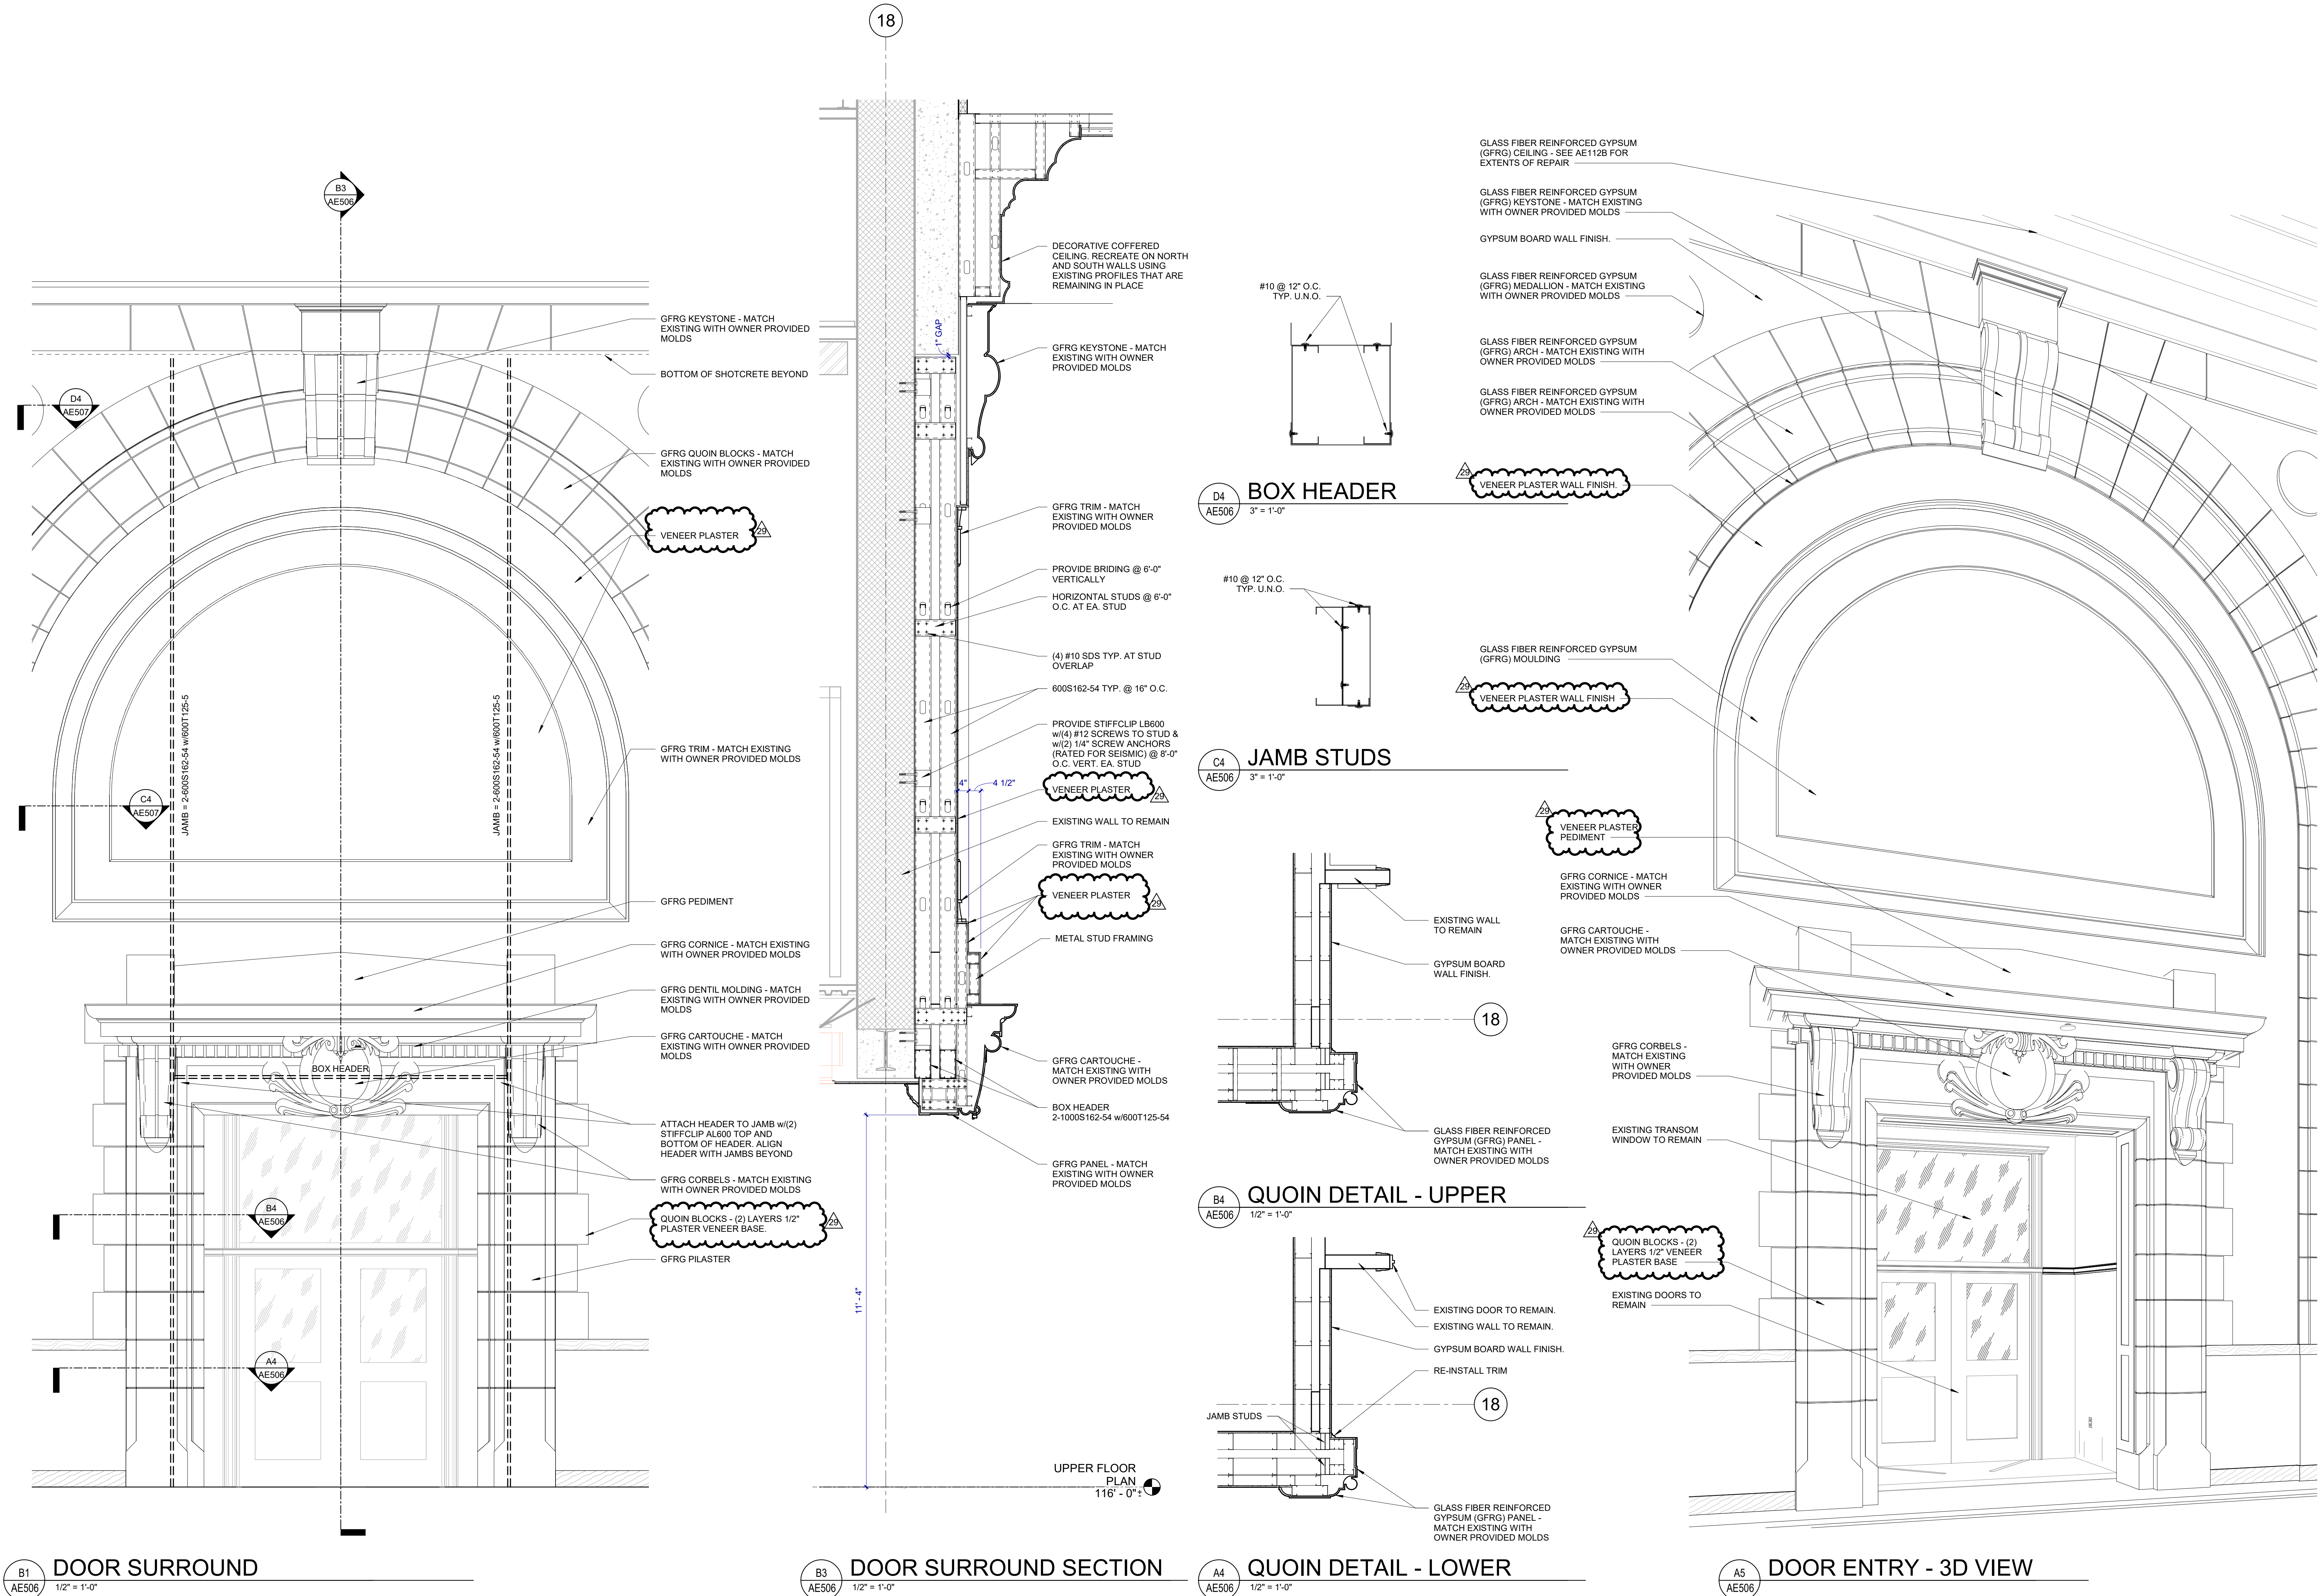 18
B3
AE506
GFRG KEYSTONE - MATCH
EXISTING WITH OWNER PROVIDED
MOLDS
BOTTOM OF SHOTCRETE BEYOND
D4
AE507
GFRG QUOIN BLOCKS - MATCH
EXISTING WITH OWNER PROVIDED
MOLDS
VENEER PLASTER
29
JAMB = 2-600S162-54 w/600T125-5
JAMB = 2-600S162-54 w/600T125-5
GFRG TRIM - MATCH EXISTING
WITH OWNER PROVIDED MOLDS
C4
AE507
GFRG PEDIMENT
GFRG CORNICE - MATCH EXISTING
WITH OWNER PROVIDED MOLDS
GFRG DENTIL MOLDING - MATCH
EXISTING WITH OWNER PROVIDED
MOLDS
GFRG CARTOUCHE - MATCH
EXISTING WITH OWNER PROVIDED
MOLDS
BOX HEADER
ATTACH HEADER TO JAMB w/(2)
STIFFCLIP AL600 TOP AND
BOTTOM OF HEADER. ALIGN
HEADER WITH JAMBS BEYOND
GFRG CORBELS - MATCH EXISTING
WITH OWNER PROVIDED MOLDS
B4
AE506
QUOIN BLOCKS - (2) LAYERS 1/2"
PLASTER VENEER BASE.
29
GFRG PILASTER
A4
AE506
B1
AE506
DOOR SURROUND
1/2" = 1'-0"
DECORATIVE COFFERED
CEILING. RECREATE ON NORTH
AND SOUTH WALLS USING
EXISTING PROFILES THAT ARE
REMAINING IN PLACE
1" GAP
GFRG KEYSTONE - MATCH
EXISTING WITH OWNER
PROVIDED MOLDS
GFRG TRIM - MATCH
EXISTING WITH OWNER
PROVIDED MOLDS
PROVIDE BRIDING @ 6'-0"
VERTICALLY
HORIZONTAL STUDS @ 6'-0"
O.C. AT EA. STUD
(4) #10 SDS TYP. AT STUD
OVERLAP
600S162-54 TYP. @ 16" O.C.
PROVIDE STIFFCLIP LB600
w/(4) #12 SCREWS TO STUD &
w/(2) 1/4" SCREW ANCHORS
(RATED FOR SEISMIC) @ 8'-0"
O.C. VERT. EA. STUD
4"
4 1/2"
VENEER PLASTER
29
EXISTING WALL TO REMAIN
GFRG TRIM - MATCH
EXISTING WITH OWNER
PROVIDED MOLDS
VENEER PLASTER
29
METAL STUD FRAMING
GFRG CARTOUCHE -
MATCH EXISTING WITH
OWNER PROVIDED MOLDS
BOX HEADER
2-1000S162-54 w/600T125-54
GFRG PANEL - MATCH
EXISTING WITH OWNER
PROVIDED MOLDS
11' - 4"
UPPER FLOOR
PLAN
116' - 0"±
B3
AE506
DOOR SURROUND SECTION
1/2" = 1'-0"
#10 @ 12" O.C.
TYP. U.N.O.
D4
AE506
BOX HEADER
3" = 1'-0"
#10 @ 12" O.C.
TYP. U.N.O.
C4
AE506
JAMB STUDS
3" = 1'-0"
EXISTING WALL
TO REMAIN
GYPSUM BOARD
WALL FINISH.
18
GLASS FIBER REINFORCED
GYPSUM (GFRG) PANEL -
MATCH EXISTING WITH
OWNER PROVIDED MOLDS
B4
AE506
QUOIN DETAIL - UPPER
1/2" = 1'-0"
EXISTING DOOR TO REMAIN.
EXISTING WALL TO REMAIN.
GYPSUM BOARD WALL FINISH.
RE-INSTALL TRIM
18
JAMB STUDS
GLASS FIBER REINFORCED
GYPSUM (GFRG) PANEL -
MATCH EXISTING WITH
OWNER PROVIDED MOLDS
A4
AE506
QUOIN DETAIL - LOWER
1/2" = 1'-0"
GLASS FIBER REINFORCED GYPSUM
(GFRG) CEILING - SEE AE112B FOR
EXTENTS OF REPAIR
GLASS FIBER REINFORCED GYPSUM
(GFRG) KEYSTONE - MATCH EXISTING
WITH OWNER PROVIDED MOLDS
GYPSUM BOARD WALL FINISH.
GLASS FIBER REINFORCED GYPSUM
(GFRG) MEDALLION - MATCH EXISTING
WITH OWNER PROVIDED MOLDS
GLASS FIBER REINFORCED GYPSUM
(GFRG) ARCH - MATCH EXISTING WITH
OWNER PROVIDED MOLDS
GLASS FIBER REINFORCED GYPSUM
(GFRG) ARCH - MATCH EXISTING WITH
OWNER PROVIDED MOLDS
29
VENEER PLASTER WALL FINISH.
GLASS FIBER REINFORCED GYPSUM
(GFRG) MOULDING
29
VENEER PLASTER WALL FINISH
29
VENEER PLASTER
PEDIMENT
GFRG CORNICE - MATCH
EXISTING WITH OWNER
PROVIDED MOLDS
GFRG CARTOUCHE -
MATCH EXISTING WITH
OWNER PROVIDED MOLDS
GFRG CORBELS -
MATCH EXISTING
WITH OWNER
PROVIDED MOLDS
EXISTING TRANSOM
WINDOW TO REMAIN
29
QUOIN BLOCKS - (2)
LAYERS 1/2" VENEER
PLASTER BASE
EXISTING DOORS TO
REMAIN
A5
AE506
DOOR ENTRY - 3D VIEW